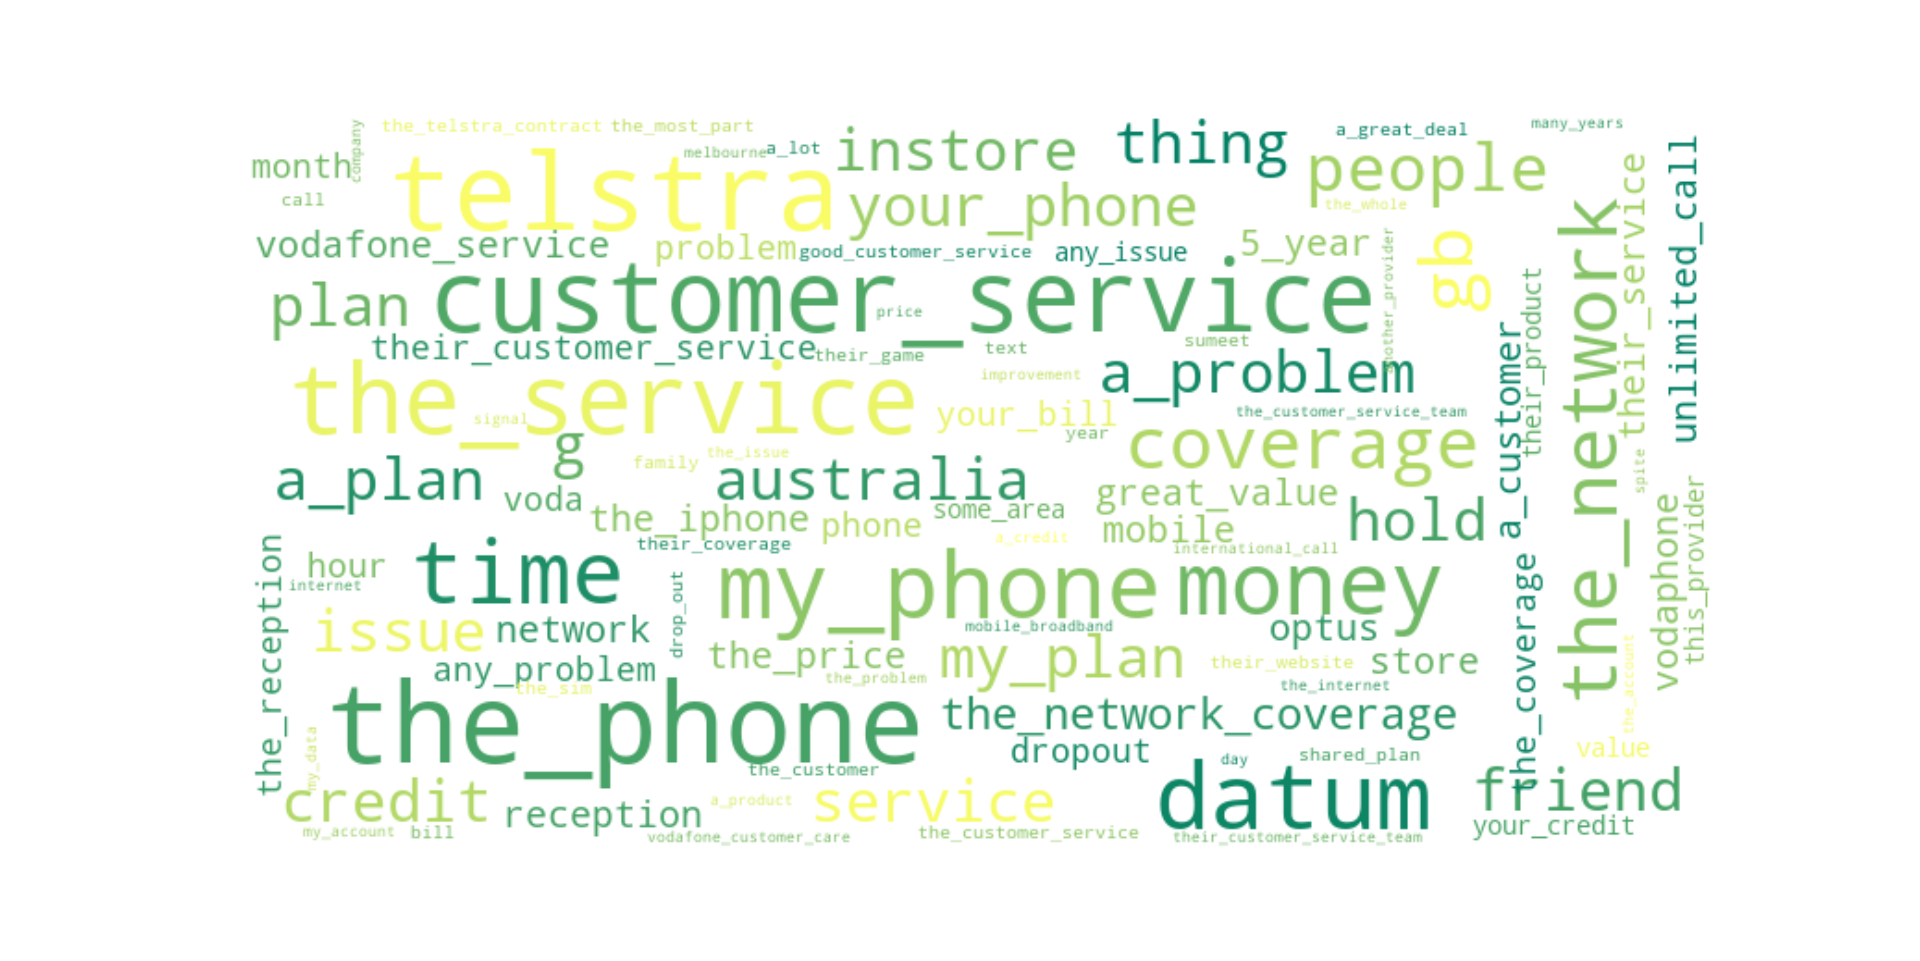 the_telstra_contract
the_most_part
company
melbourne
a_lot
instore
thing
a_great_deal
many_years
month
telstra
people
call
your_phone
the_whole
their_service
unlimited_call
vodafone_service
problem
good_customer_service
any_issue
5_year
another_provider
gb
the_network
plan
customer_service
price
their_product
their_customer_service
their_game
text
sumeet
a_problem
a_customer
the_service
improvement
signal
your_bill
the_customer_service_team
year
coverage
g
family
the_issue
a_plan
voda
australia
great_value
spite
the_iphone
phone
some_area
mobile
hold
vodaphone
this_provider
the_reception
hour
internet
time
their_coverage
a_credit
international_call
drop_out
my_phone
money
the_coverage
issue
network
mobile_broadband
optus
any_problem
the_price
my_plan
their_website
store
the_account
the_sim
the_problem
the_internet
the_phone
the_network_coverage
my_data
dropout
shared_plan
value
the_customer
day
credit
reception
a_product
service
datum
friend
my_account
bill
vodafone_customer_care
the_customer_service
their_customer_service_team
your_credit